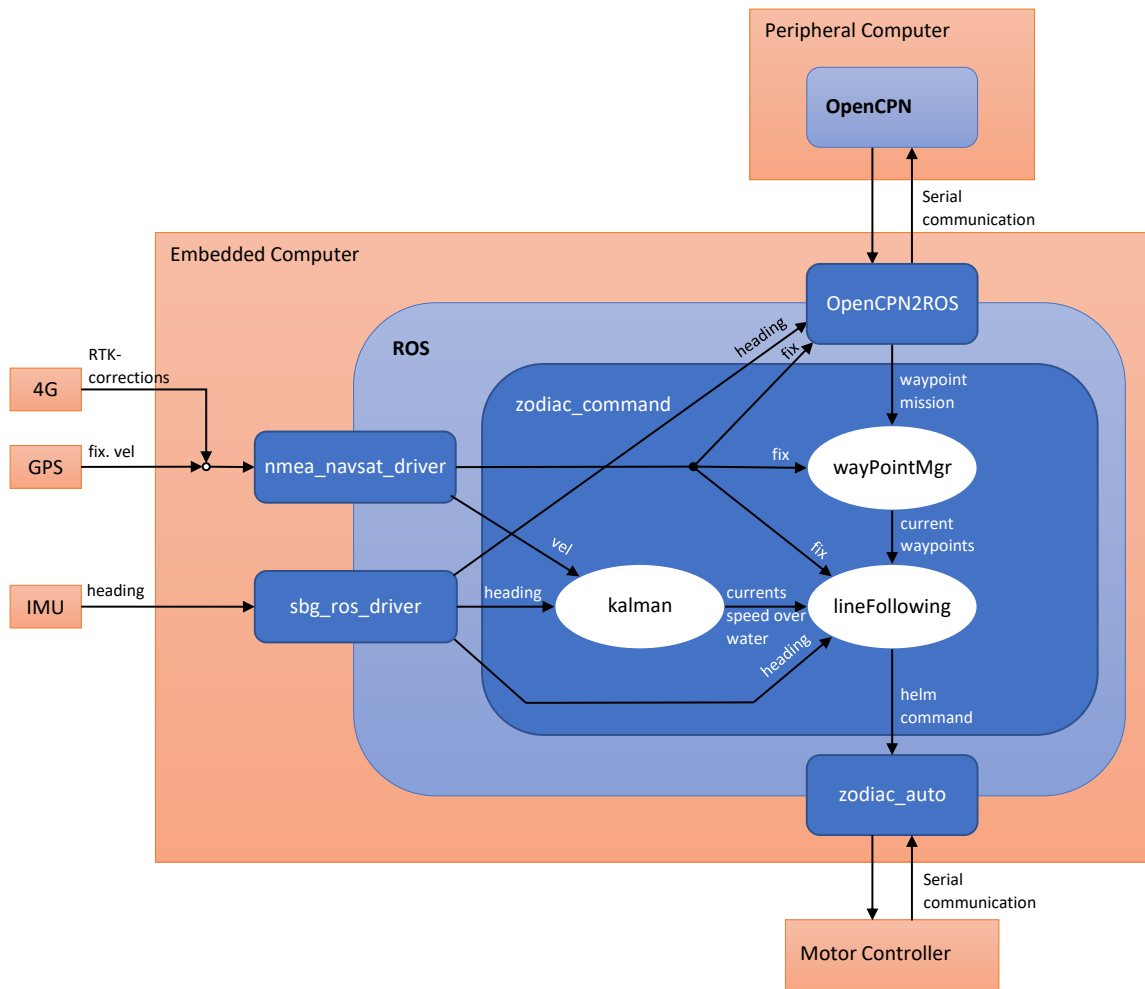 Peripheral Computer
OpenCPN
Serial
communication
Embedded Computer
OpenCPN2ROS
RTK-
corrections
ROS
heading
fix
4G
zodiac_command
waypoint
mission
GPS
fix. vel
nmea_navsat_driver
fix
wayPointMgr
vel
fix
current
waypoints
IMU
heading
sbg_ros_driver
heading
kalman
currents
speed over
water
lineFollowing
heading
helm
command
zodiac_auto
Serial
communication
Motor Controller